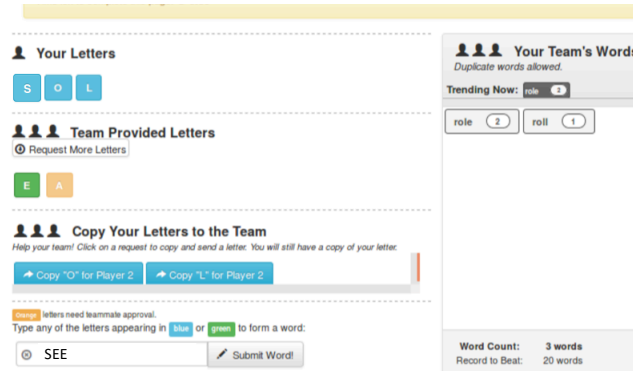 Your Letters
S O L
Team Provided Letters
Request More Letters
E A
Copy Your Letters to the Team
Help your team! Click on a request to copy and send a letter. You will still have a copy of your letter.
Copy "O" for Player 2 Copy "L" for Player 2
Orange letters need teammate approval.
Type any of the letters appearing in blue or green to form a word:
SEE Submit Word!
Your Team's Words
Duplicate words allowed.
Trending Now: role 2
role 2 roll 1
Word Count: 3 words
Record to Beat: 20 words